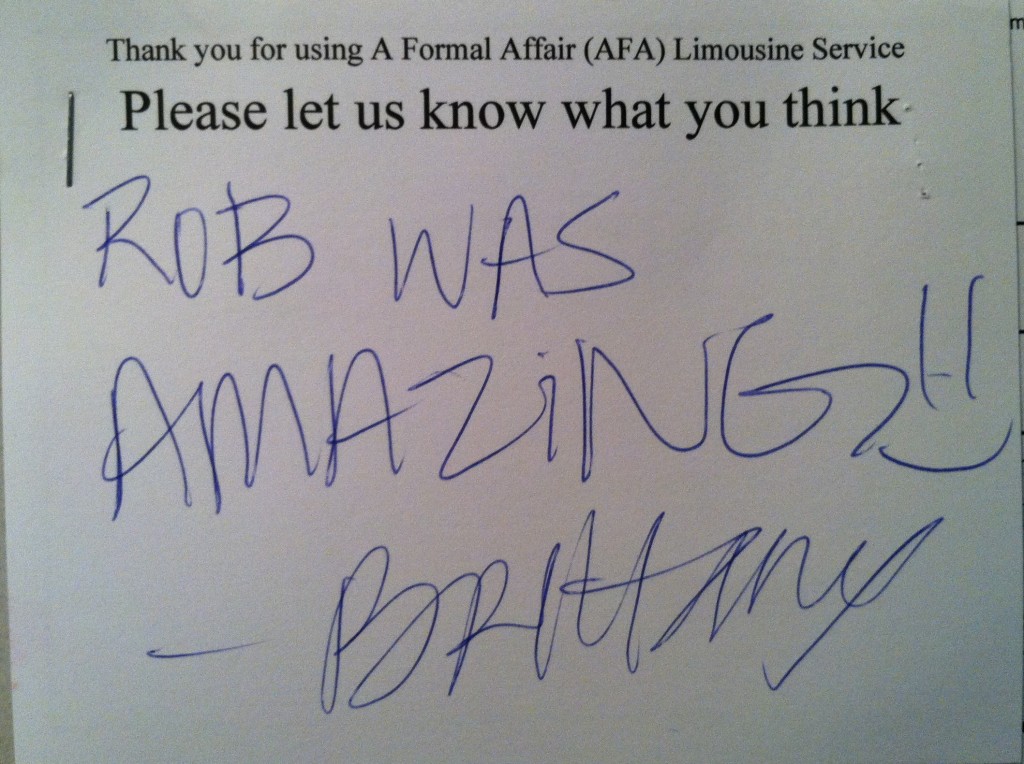 Thank you for using A Formal Affair (AFA) Limousine Service
Please let us know what you think
ROB WAS
AMAZiNG!!
- BRIttany